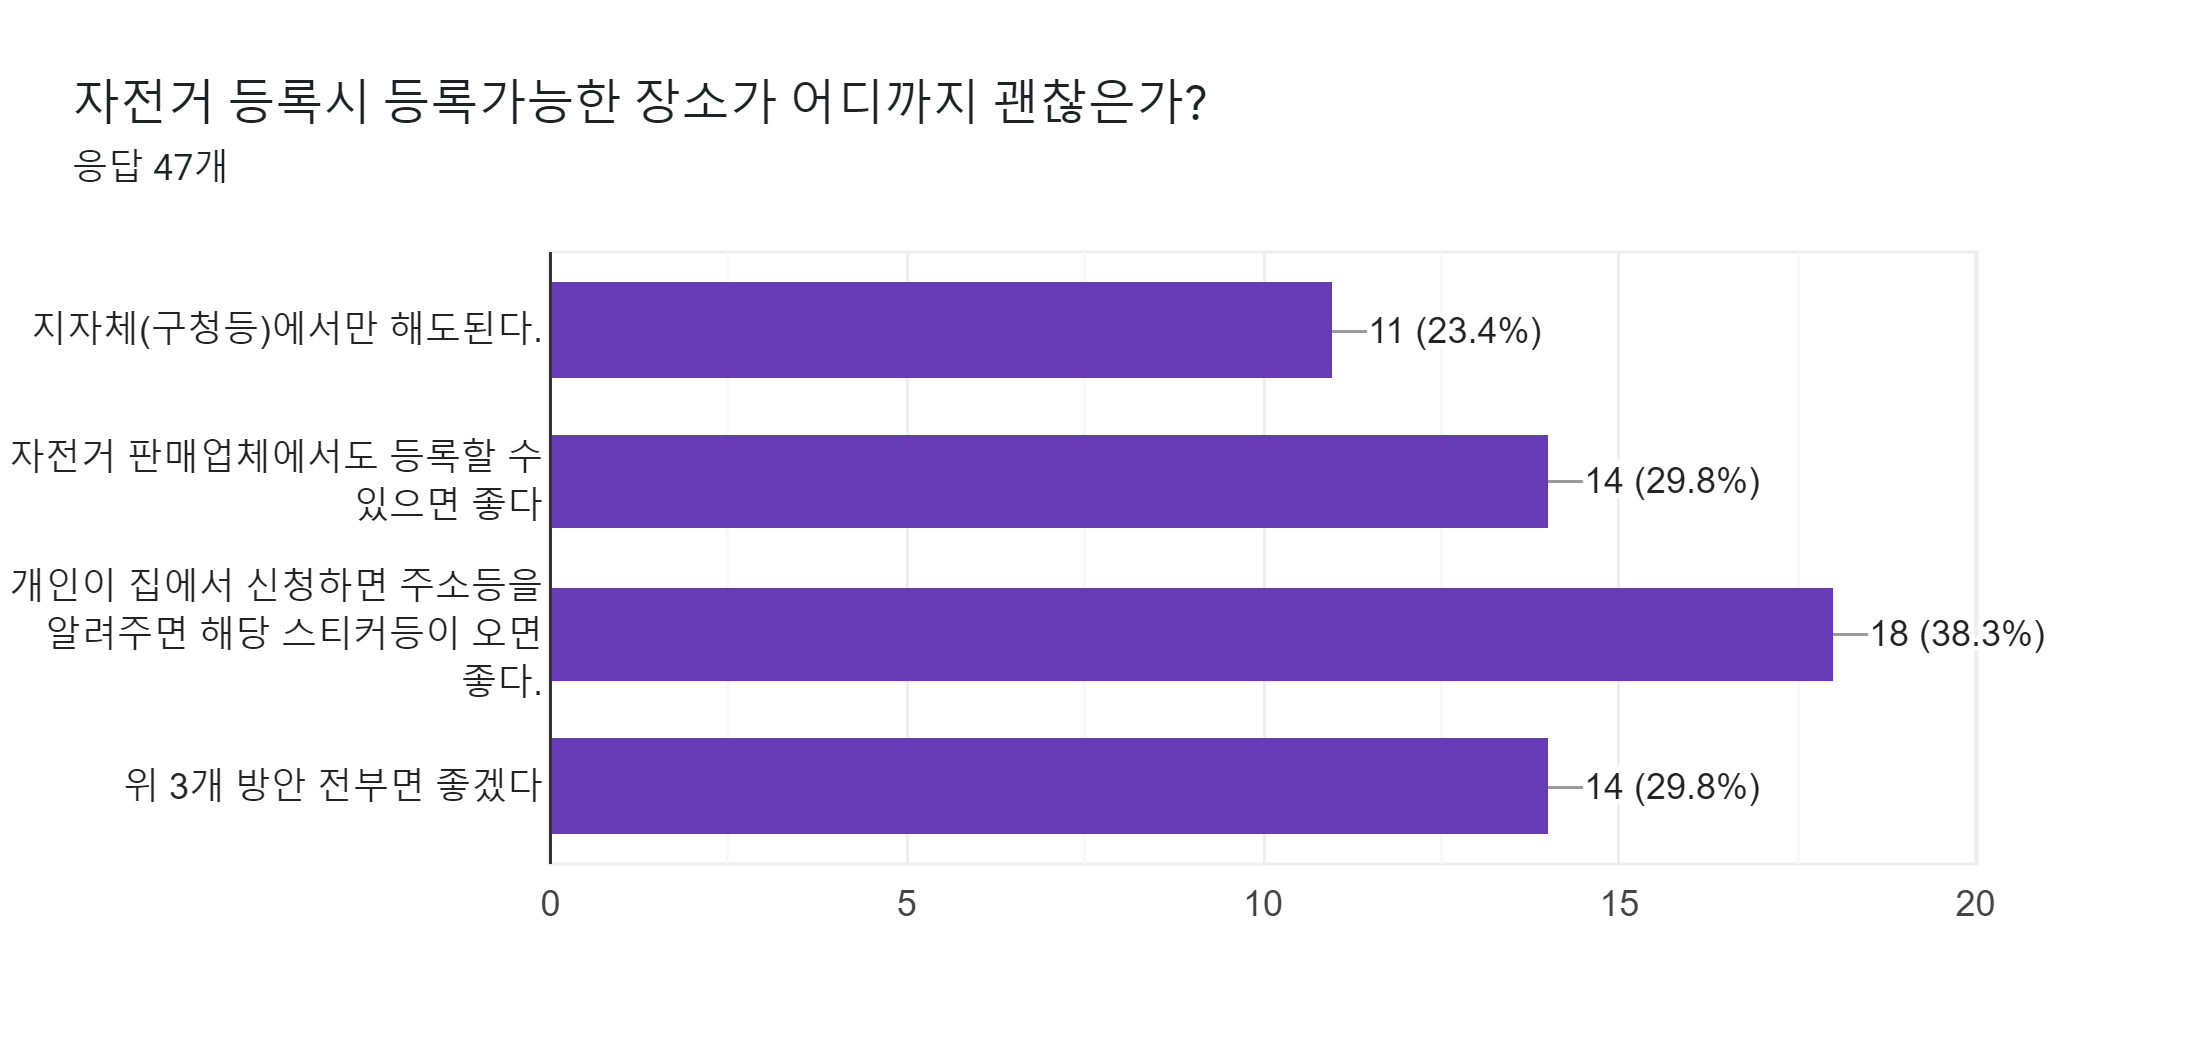 자전거 등록시 등록가능한 장소가 어디까지 괜찮은가?
응답 47개
지자체(구청등)에서만 해도된다.
11 (23.4%)
자전거 판매업체에서도 등록할 수
있으면 좋다
14 (29.8%)
개인이 집에서 신청하면 주소등을
알려주면 해당 스티커등이 오면
좋다.
18 (38.3%)
위 3개 방안 전부면 좋겠다
14 (29.8%)
0 5 10 15 20